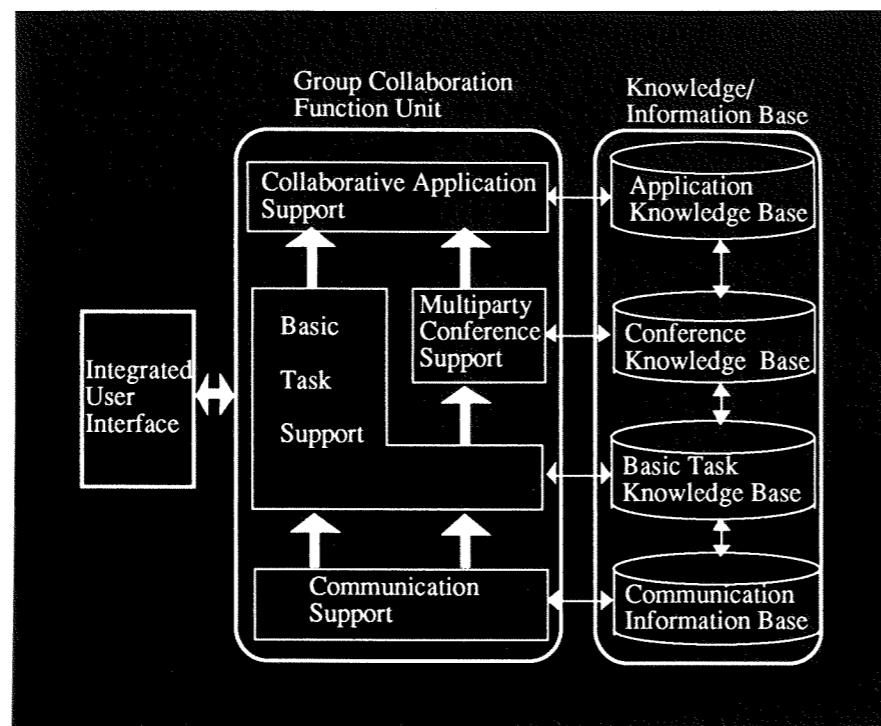 Group Collaboration
Function Unit
Knowledge/
Information Base
Collaborative Application
Support
Application
Knowledge Base
Basic
Task
Support
Multiparty
Conference
Support
Conference
Knowledge Base
Integrated
User
Interface
Basic Task
Knowledge Base
Communication
Support
Communication
Information Base